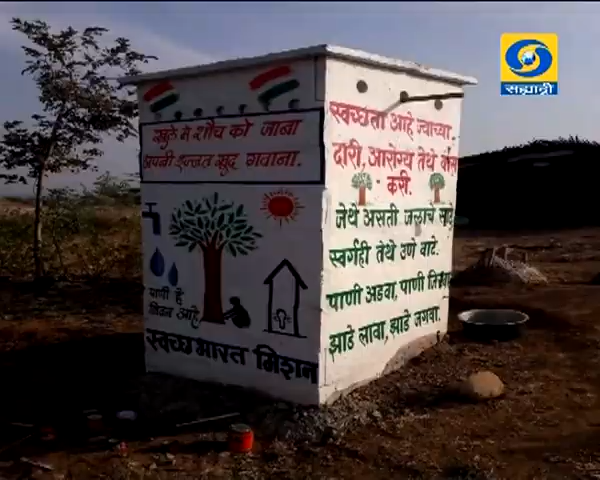 सह्याद्रि
खुले मे शौच को जाना
अपनी इज्जत खुद गवाना.
पाणी हे
जिवन आहे
स्वच्छ भारत मिशन
स्वच्छता आहे ज्याच्या
दारी, आरोग्य तेथे वास
करी.
जेथे असती जलाचे साठे
स्वर्गही तेथे उणे वाटे.
पाणी अडवा, पाणी जिरवा
झाडे लावा, झाडे जगवा.